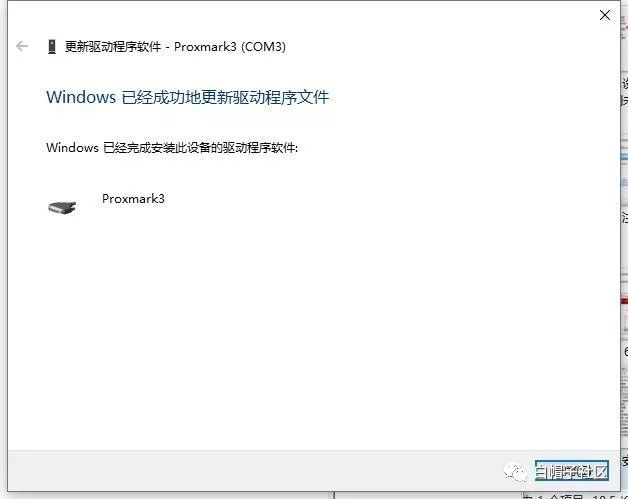 更新驱动程序软件 - Proxmark3 (COM3)
Windows 已经成功地更新驱动程序文件
Windows 已经完成安装此设备的驱动程序软件:
Proxmark3
白帽子社区